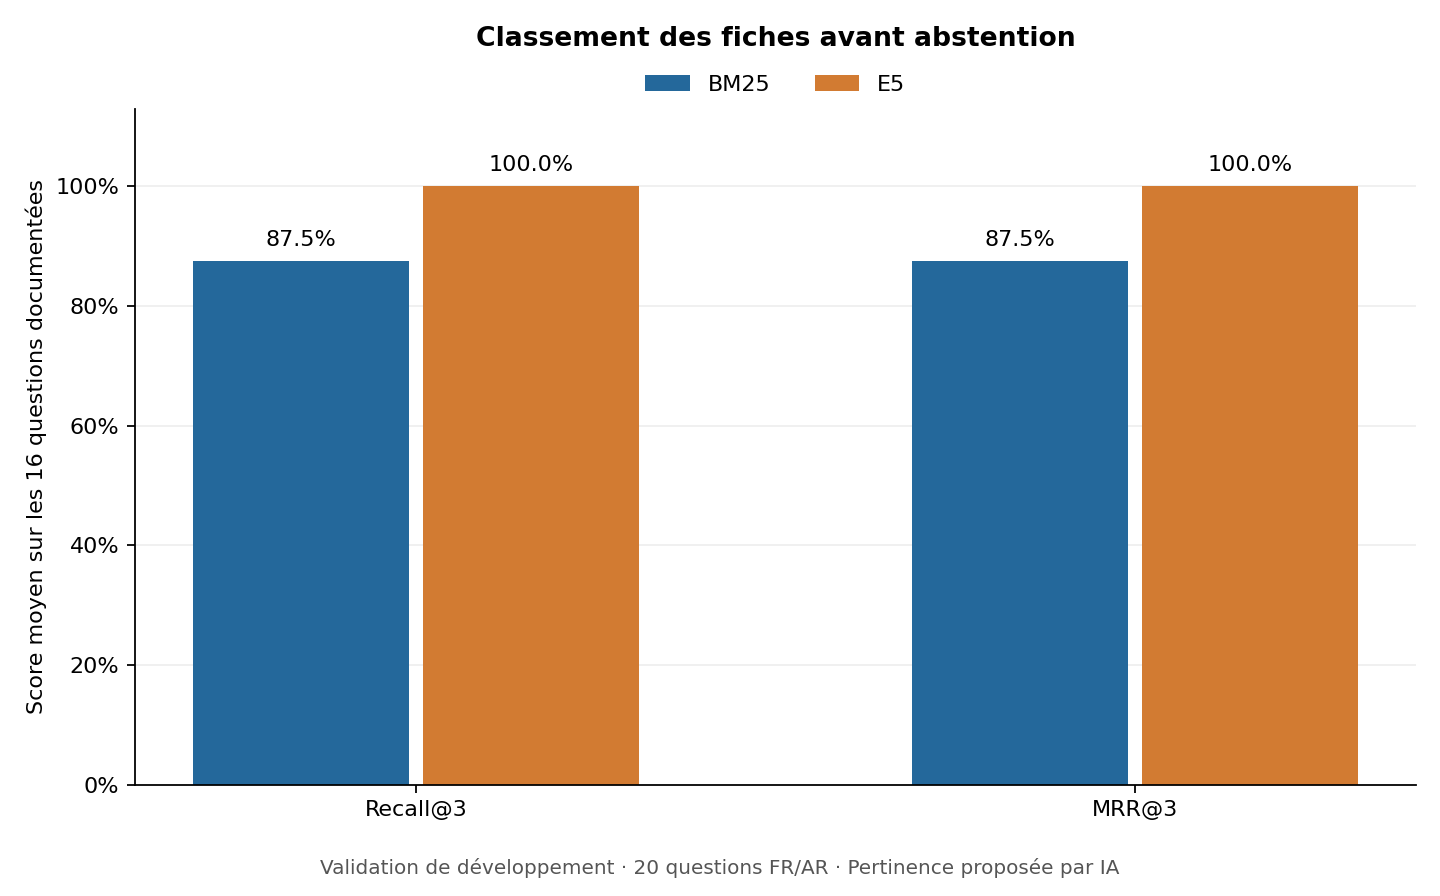 Classement des fiches avant abstention
BM25 E5
Score moyen sur les 16 questions documentées
100%
80%
60%
40%
20%
0%
87.5%
100.0%
87.5%
100.0%
Recall@3 MRR@3
Validation de développement · 20 questions FR/AR · Pertinence proposée par IA